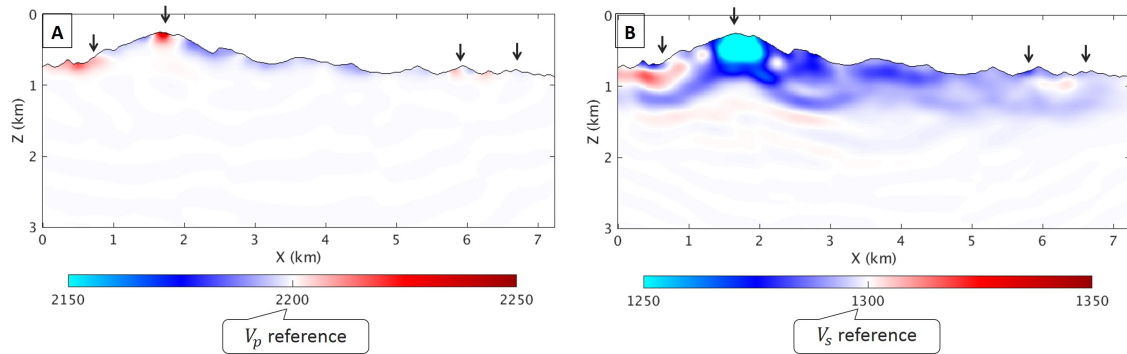 A
0
1
2
3
Z (km)
0 1 2 3 4 5 6 7
X (km)
2150 2200 2250
V_p reference
B
0
1
2
3
Z (km)
0 1 2 3 4 5 6 7
X (km)
1250 1300 1350
V_s reference